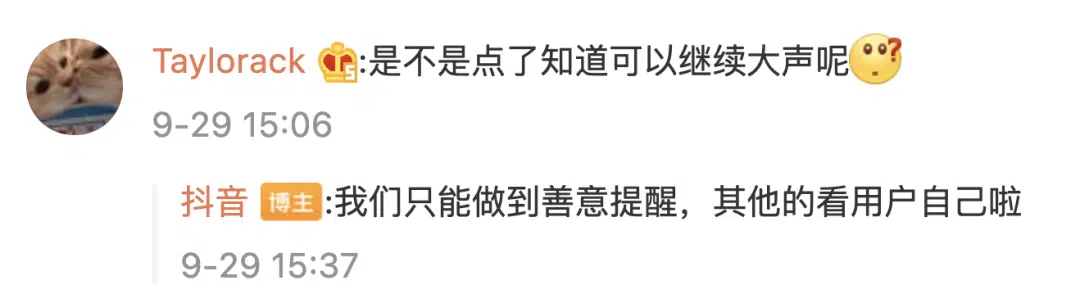 Taylorack 5:是不是点了知道可以继续大声呢
9-29 15:06
抖音 博主:我们只能做到善意提醒，其他的看用户自己啦
9-29 15:37